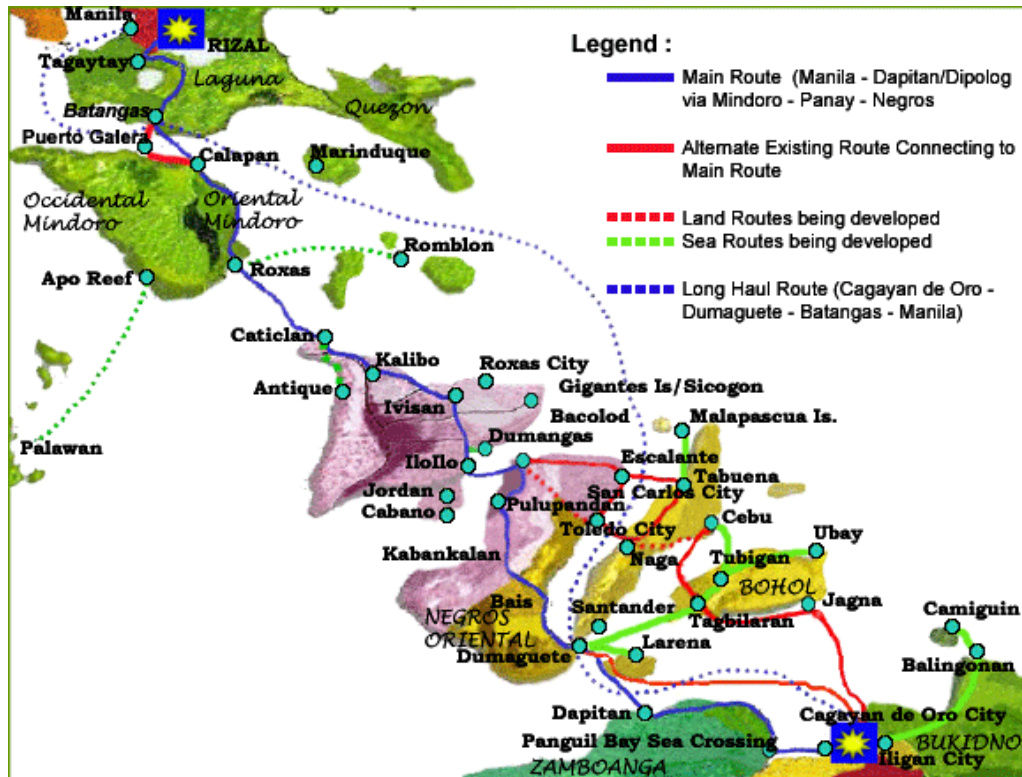 Manila
RIZAL
Tagaytay
Laguna
Quezon
Batangas
Puerto Galera
Calapan
Marinduque
Occidental
Mindoro
Oriental
Mindoro
Romblon
Roxas
Apo Reef
Caticlan
Kalibo
Roxas City
Antique
Ivisan
Gigantes Is/Sicogon
Bacolod
Malapascua Is.
Palawan
Dumangas
Escalante
IloIlo
Tabuena
San Carlos City
Jordan
Cabano
Pulupandan
Toledo City
Cebu
Ubay
Kabankalan
Naga
Tubigan
BOHOL
Bais
Santander
Jagna
Camiguin
NEGROS
ORIENTAL
Tagbilaran
Larena
Dumaguete
Balingonan
Dapitan
Cagayan de Oro City
Panguil Bay Sea Crossing
BUKIDNO
Iligan City
ZAMBOANGA
Legend :
Main Route (Manila - Dapitan/Dipolog
via Mindoro - Panay - Negros
Alternate Existing Route Connecting to
Main Route
Land Routes being developed
Sea Routes being developed
Long Haul Route (Cagayan de Oro -
Dumaguete - Batangas - Manila)